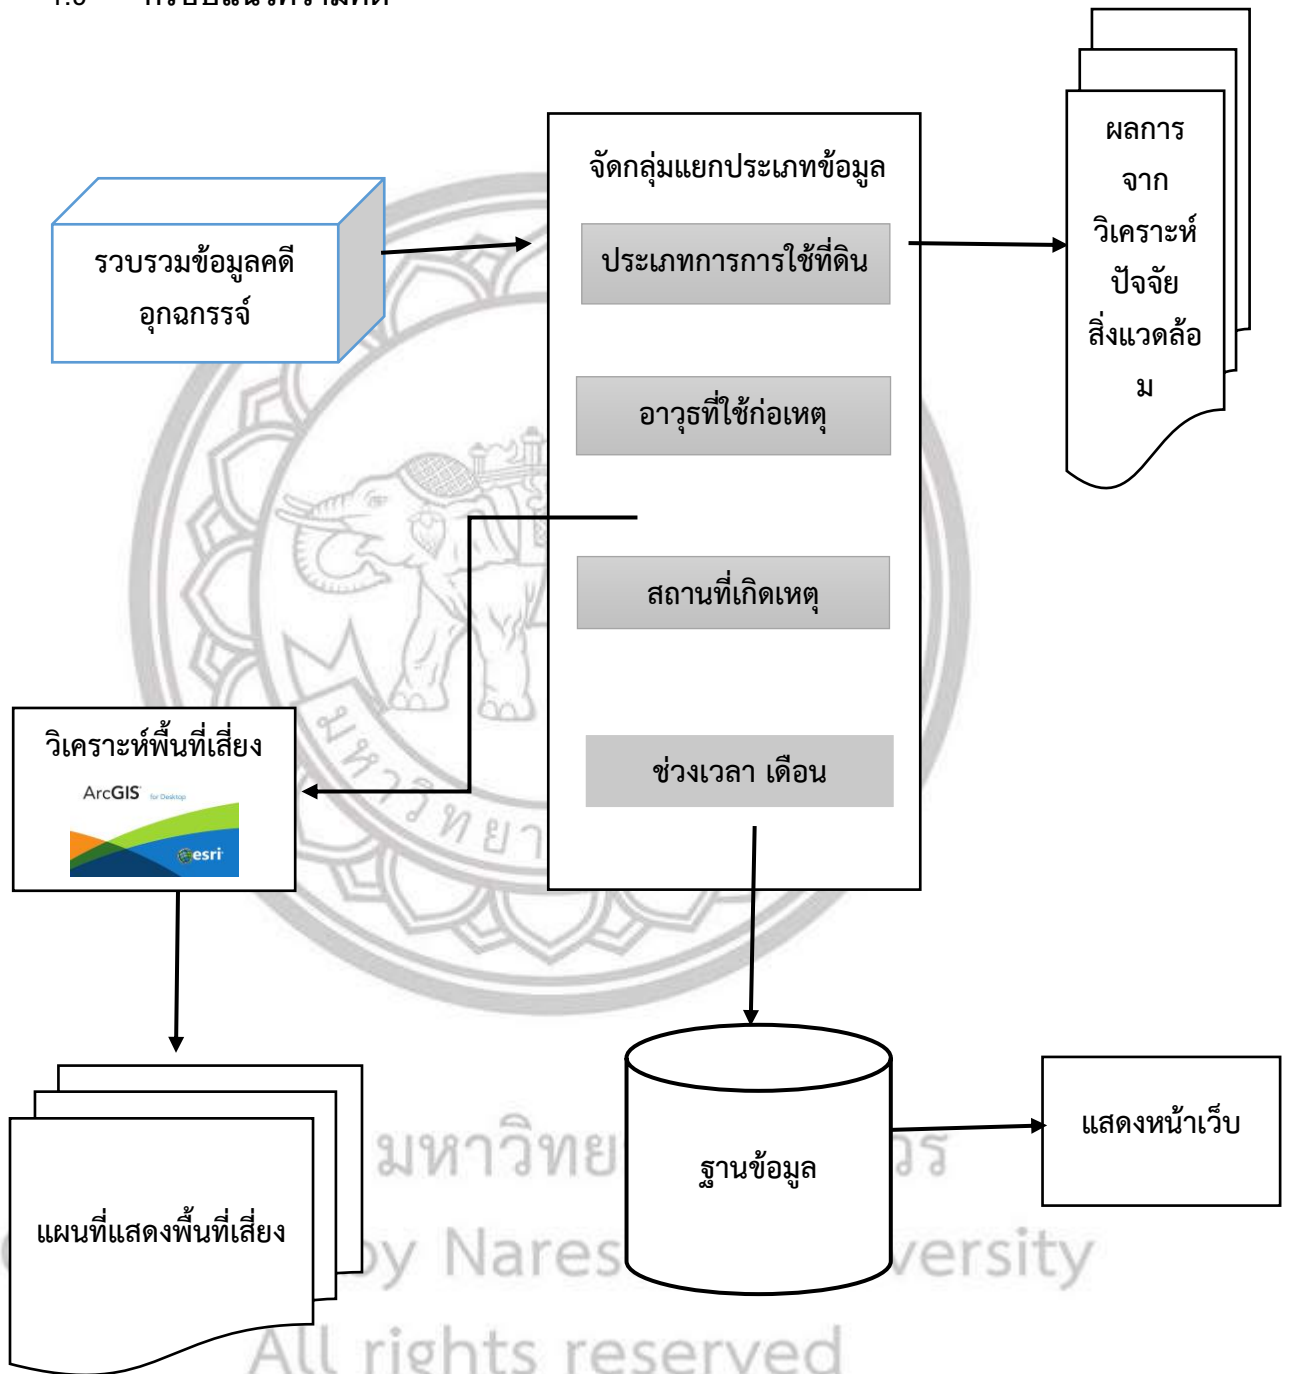 จัดกลุ่มแยกประเภทข้อมูล
รวบรวมข้อมูลคดี
อุกฉกรรจ์
ประเภทการการใช้ที่ดิน
อาวุธที่ใช้ก่อเหตุ
สถานที่เกิดเหตุ
ช่วงเวลา เดือน
ผลการ
จาก
วิเคราะห์
ปัจจัย
สิ่งแวดล้อ
ม
วิเคราะห์พื้นที่เสี่ยง
ArcGIS for Desktop
esri
แผนที่แสดงพื้นที่เสี่ยง
ฐานข้อมูล
แสดงหน้าเว็บ
มหาวิทย
วร
by Nares
versity
All rights reserved